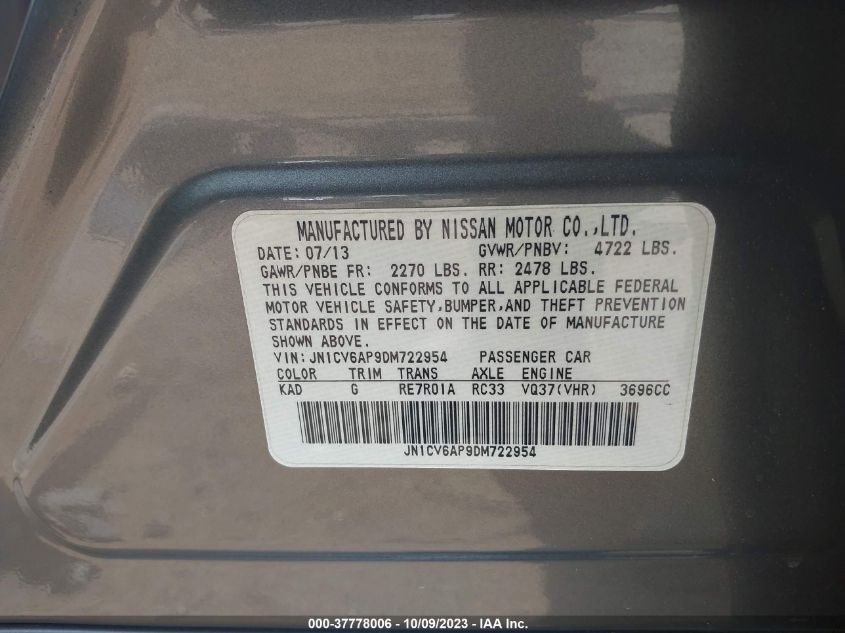 MANUFACTURED BY NISSAN MOTOR CO.,LTD.
DATE: 07/13 GVWR/PNBV: 4722 LBS.
GAWR/PNBE FR: 2270 LBS. RR: 2478 LBS.
THIS VEHICLE CONFORMS TO ALL APPLICABLE FEDERAL
MOTOR VEHICLE SAFETY,BUMPER,AND THEFT PREVENTION
STANDARDS IN EFFECT ON THE DATE OF MANUFACTURE
SHOWN ABOVE.
VIN: JN1CV6AP9DM722954 PASSENGER CAR
COLOR TRIM TRANS AXLE ENGINE
KAD G RE7R01A RC33 VQ37(VHR) 3696CC
JN1CV6AP9DM722954
000-37778006 - 10/09/2023 - IAA Inc.